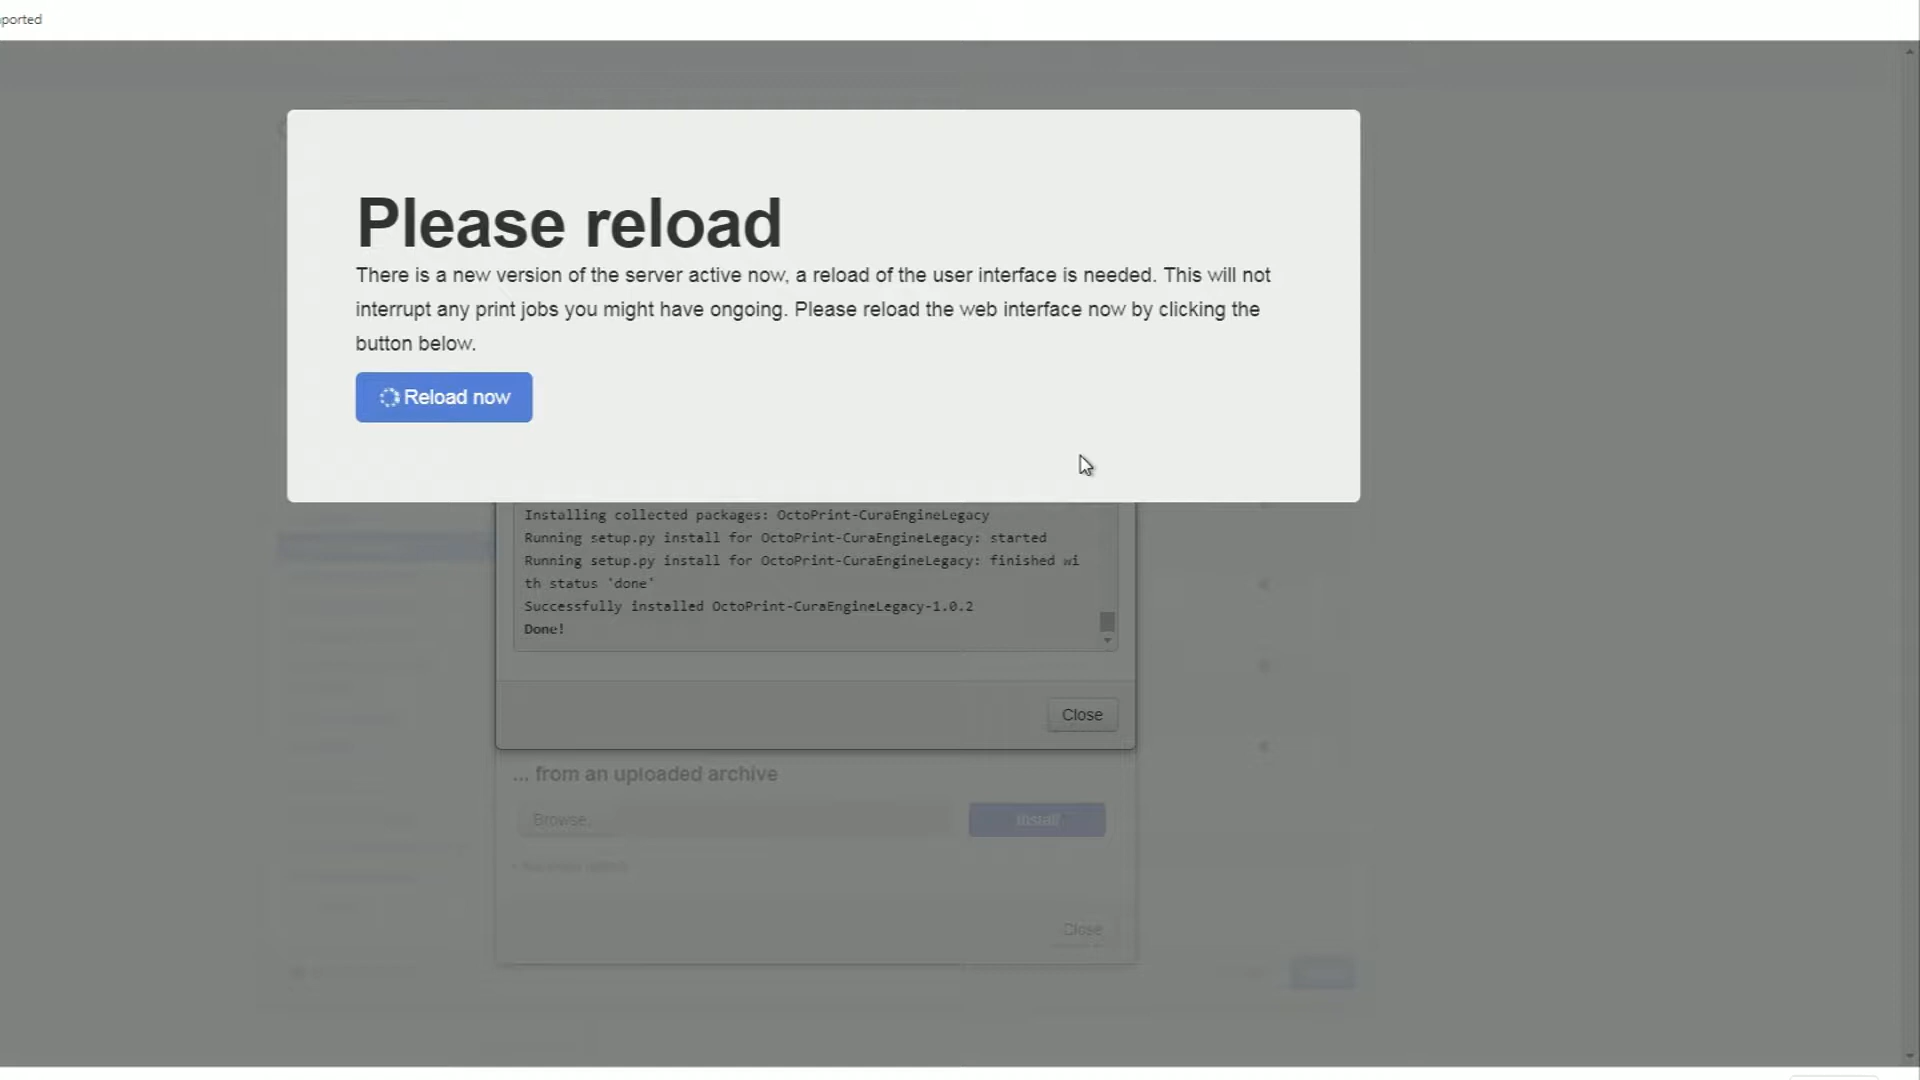 ported
Please reload
There is a new version of the server active now, a reload of the user interface is needed. This will not
interrupt any print jobs you might have ongoing. Please reload the web interface now by clicking the
button below.
Reload now
Installing collected packages: OctoPrint-CuraEngineLegacy
Running setup.py install for OctoPrint-CuraEngineLegacy: started
Running setup.py install for OctoPrint-CuraEngineLegacy: finished wi
th status 'done'
Successfully installed OctoPrint-CuraEngineLegacy-1.0.2
Done!
Close
... from an uploaded archive
Browse...
Install
Close